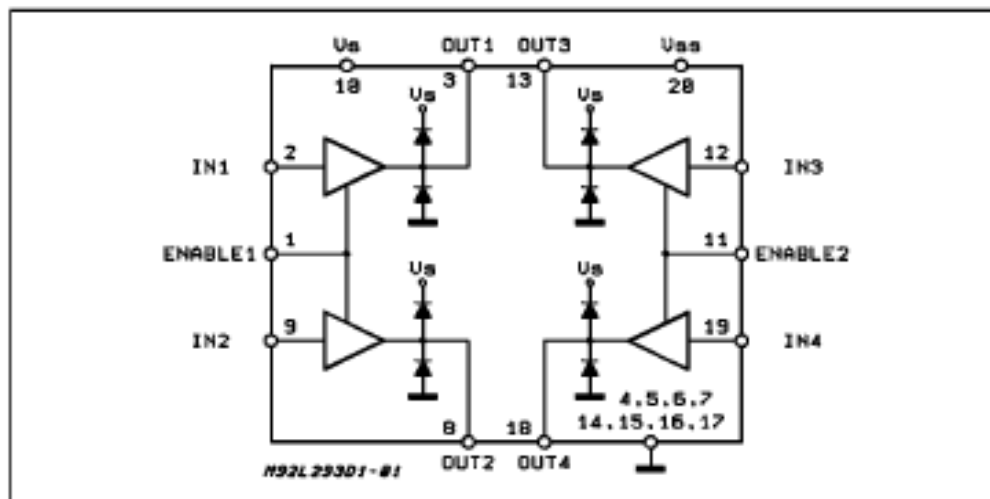 Vs OUT1 OUT3 Vss
10 3 13 20
Vs Vs
IN1 2 12 IN3
ENABLE1 1 11 ENABLE2
Vs Vs
IN2 9 19 IN4
4.5.6.7
8 18 14.15.16.17
OUT2 OUT4
M92L293D1-01